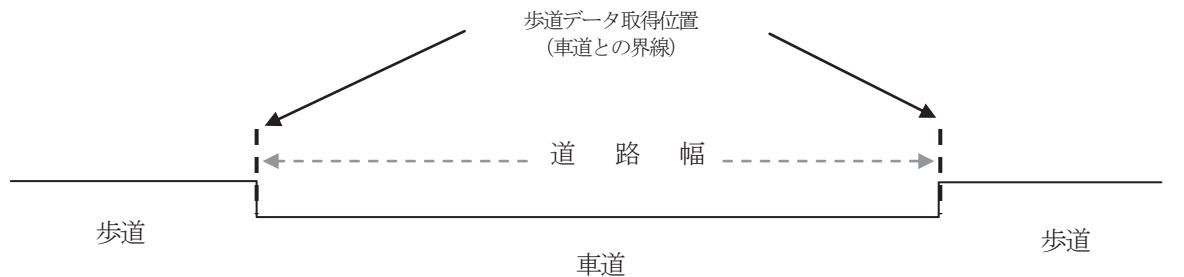 歩道データ取得位置
（車道との界線）
道　路　幅
歩道
歩道
車道